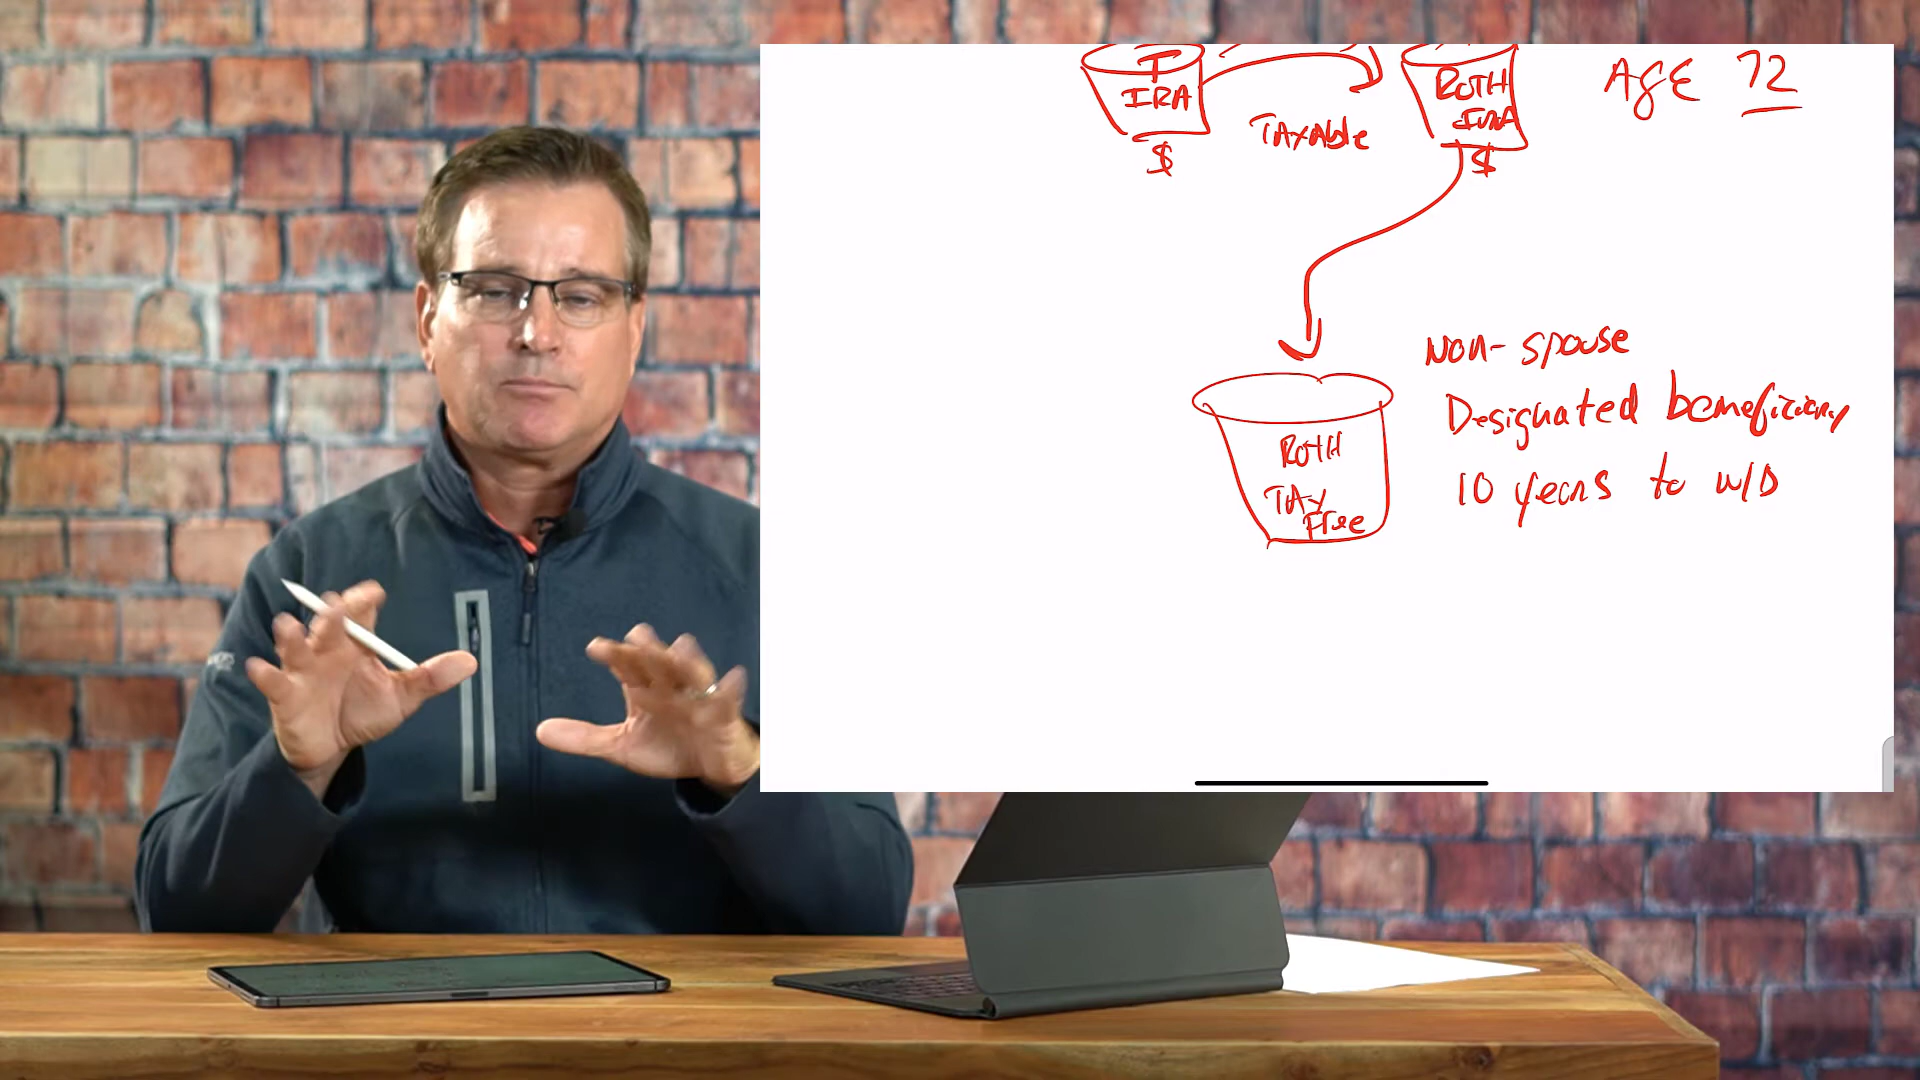 T
IRA
$
Taxable
ROTH
IRA
$
AGE 72
Non-spouse
Designated beneficiary
10 years to w/D
ROTH
TAX
Free